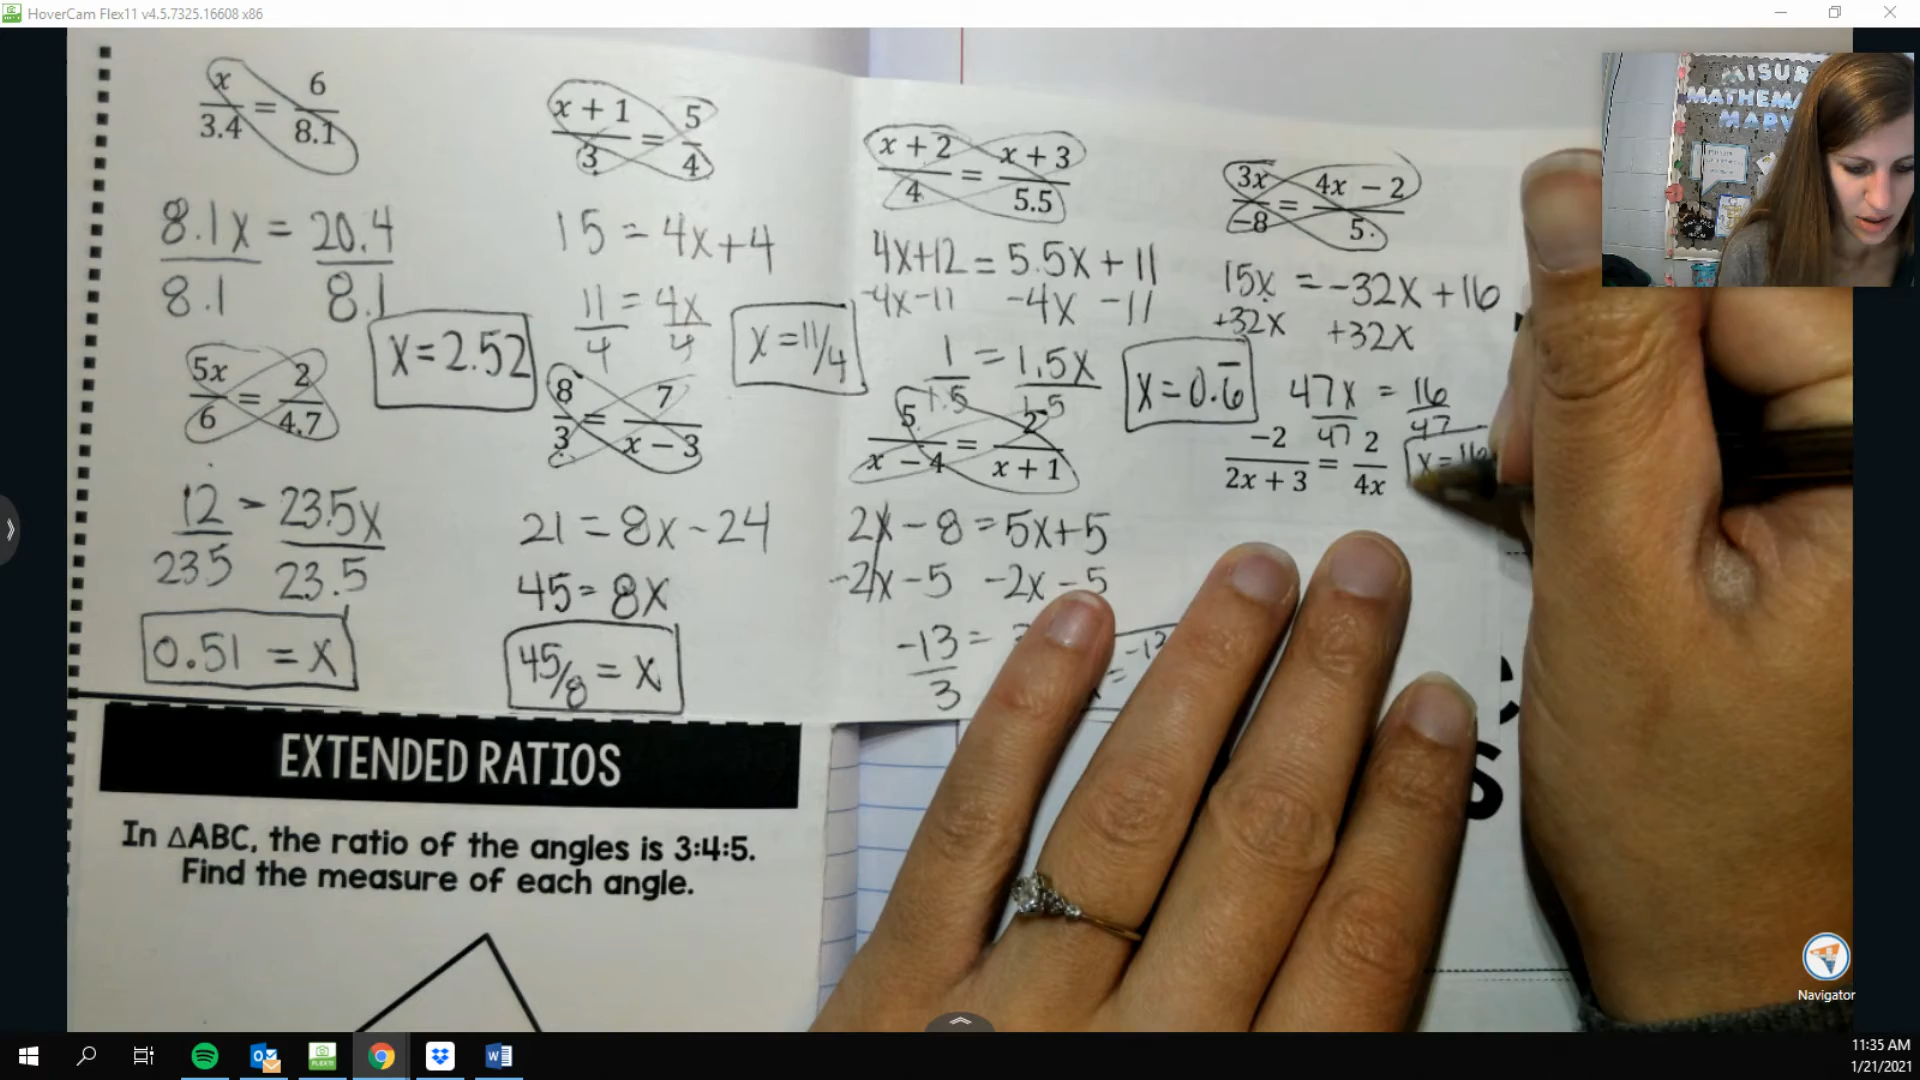 HoverCam Flex11 v4.5.7325.16608 x86
MISUR
MATHEMA
MARV
x/3.4 = 6/8.1
8.1x = 20.4
8.1 8.1
x=2.52
x + 1/3 = 5/4
15 = 4x+4
11 = 4x
4 4
x=11/4
x + 2/4 = x + 3/5.5
4x+12 = 5.5x + 11
-4x-11 -4x -11
1 = 1.5x
1.5 1.5
x=0.6̅
3x/-8 = 4x - 2/5
15x = -32x + 16
+32x +32x
47x = 16
47 47
x = 16
5x/6 = 2/4.7
12 = 23.5x
23.5 23.5
0.51 = x
8/3 = 7/x - 3
21 = 8x - 24
45 = 8x
45/8 = x
5/x - 4 = 2/x + 1
2x - 8 = 5x+5
-2x - 5 -2x - 5
-13 =
3
= -13
-2/2x + 3 = 2/4x
EXTENDED RATIOS
In △ABC, the ratio of the angles is 3:4:5.
Find the measure of each angle.
Navigator
11:35 AM
1/21/2021